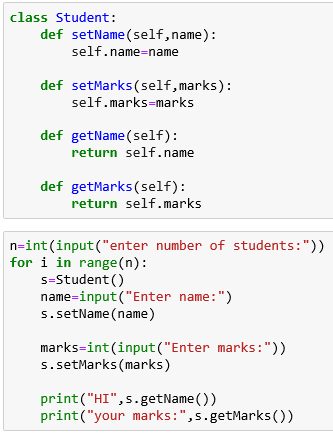 class Student:
    def setName(self,name):
        self.name=name

    def setMarks(self,marks):
        self.marks=marks

    def getName(self):
        return self.name

    def getMarks(self):
        return self.marks

n=int(input("enter number of students:"))
for i in range(n):
    s=Student()
    name=input("Enter name:")
    s.setName(name)

    marks=int(input("Enter marks:"))
    s.setMarks(marks)

    print("HI",s.getName())
    print("your marks:",s.getMarks())